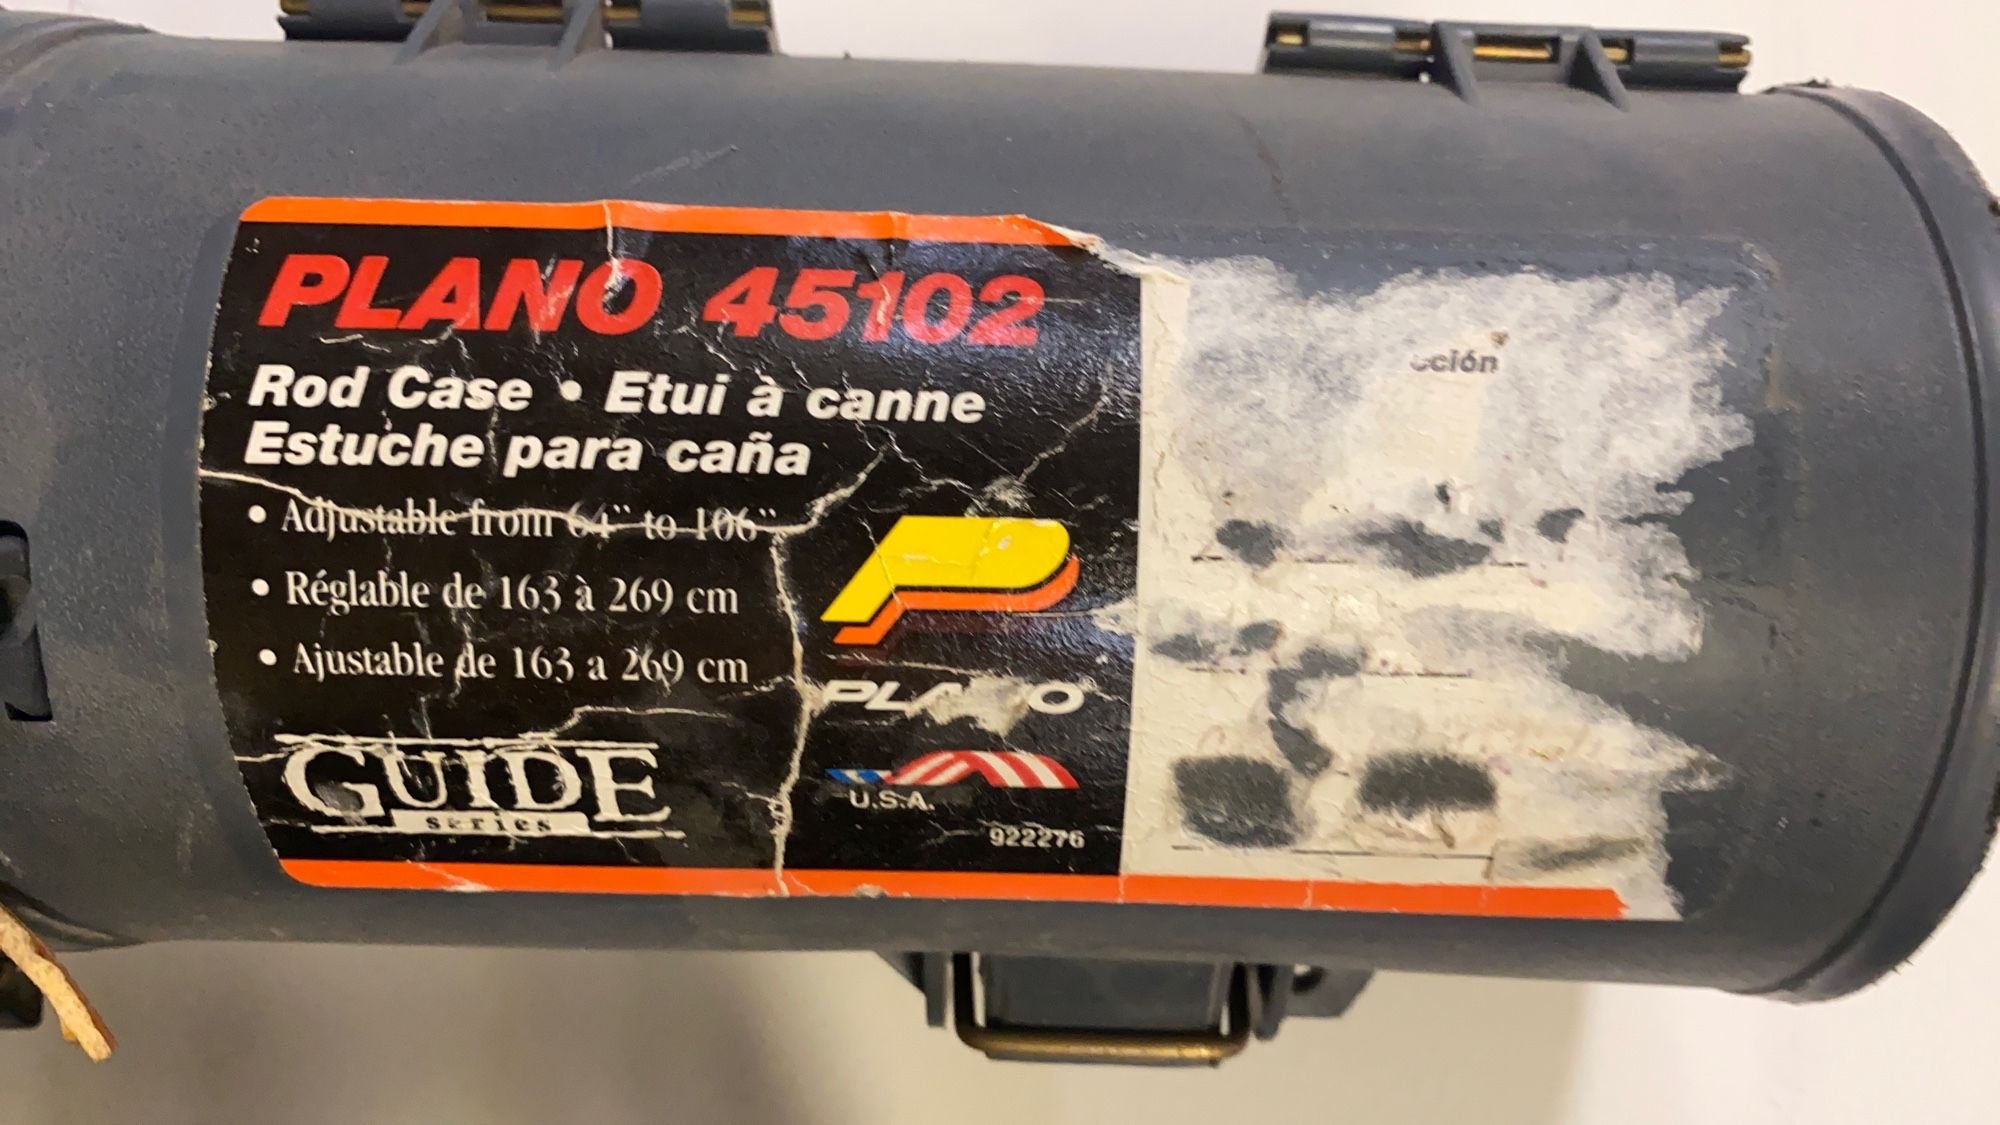 PLANO 45102
Rod Case • Etui à canne
Estuche para caña
• Adjustable from 64" to 106"
• Réglable de 163 à 269 cm
• Ajustable de 163 a 269 cm
PLANO
GUIDE
series
U.S.A.
922276